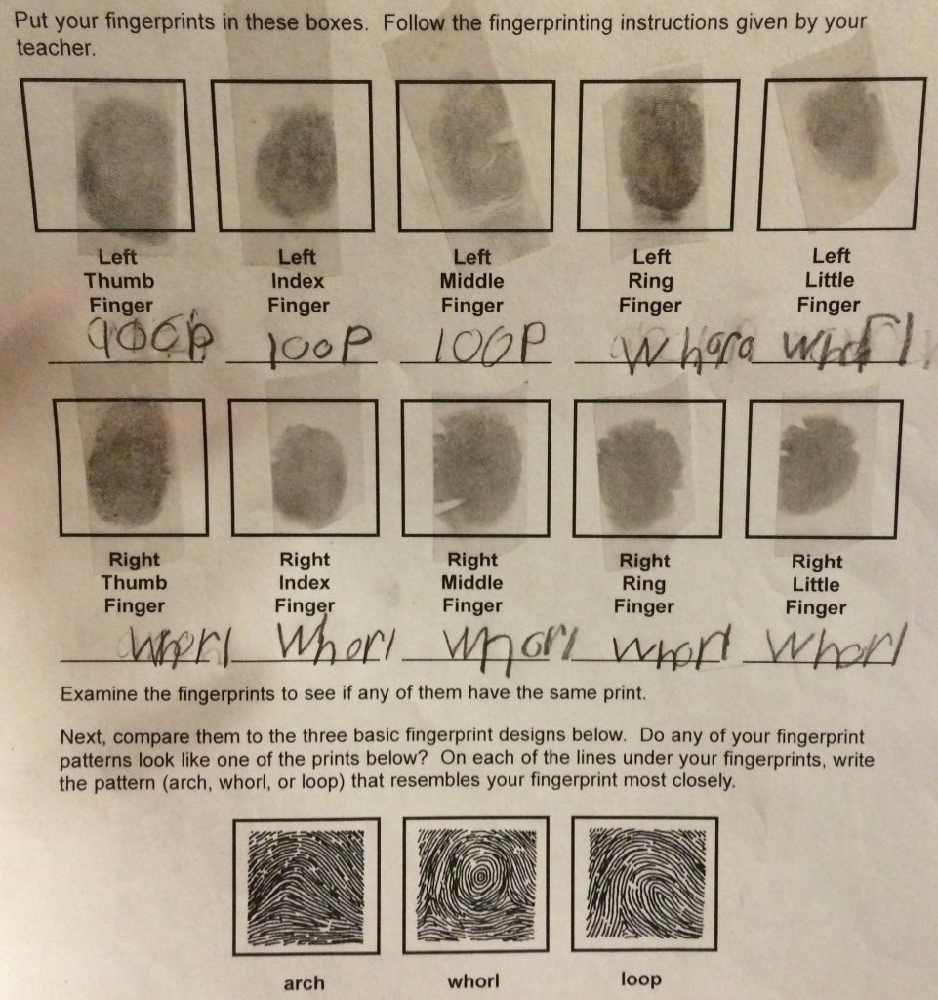 Put your fingerprints in these boxes.  Follow the fingerprinting instructions given by your
teacher.
Left Thumb Finger
Left Index Finger
Left Middle Finger
Left Ring Finger
Left Little Finger
loop loop whorl
Right Thumb Finger
Right Index Finger
Right Middle Finger
Right Ring Finger
Right Little Finger
whorl whorl whorl whorl whorl
Examine the fingerprints to see if any of them have the same print.
Next, compare them to the three basic fingerprint designs below.  Do any of your fingerprint
patterns look like one of the prints below?  On each of the lines under your fingerprints, write
the pattern (arch, whorl, or loop) that resembles your fingerprint most closely.
arch whorl loop